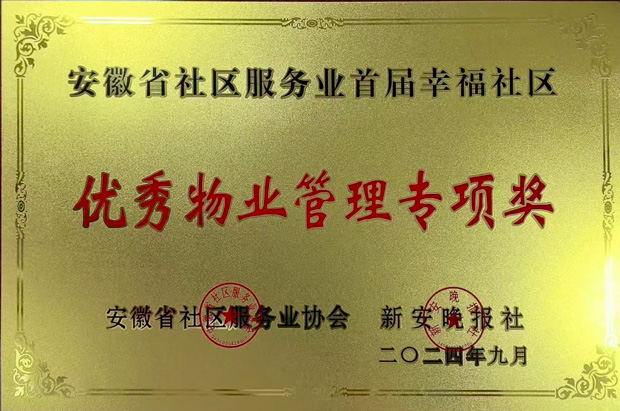 安徽省社区服务业首届幸福社区
优秀物业管理专项奖
安徽省社区服务业协会 新安晚报社
二〇二四年九月